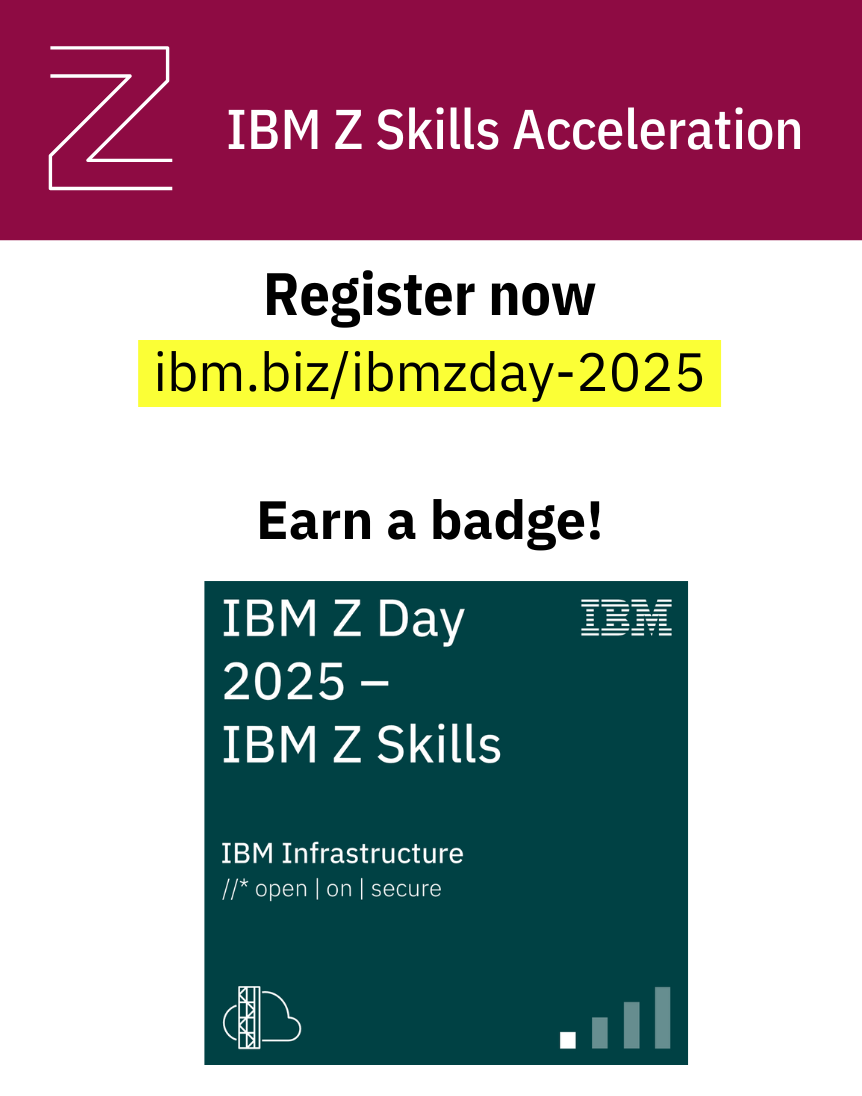 IBM Z Skills Acceleration
Register now
ibm.biz/ibmzday-2025
Earn a badge!
IBM Z Day
IBM
2025 –
IBM Z Skills
IBM Infrastructure
//* open | on | secure